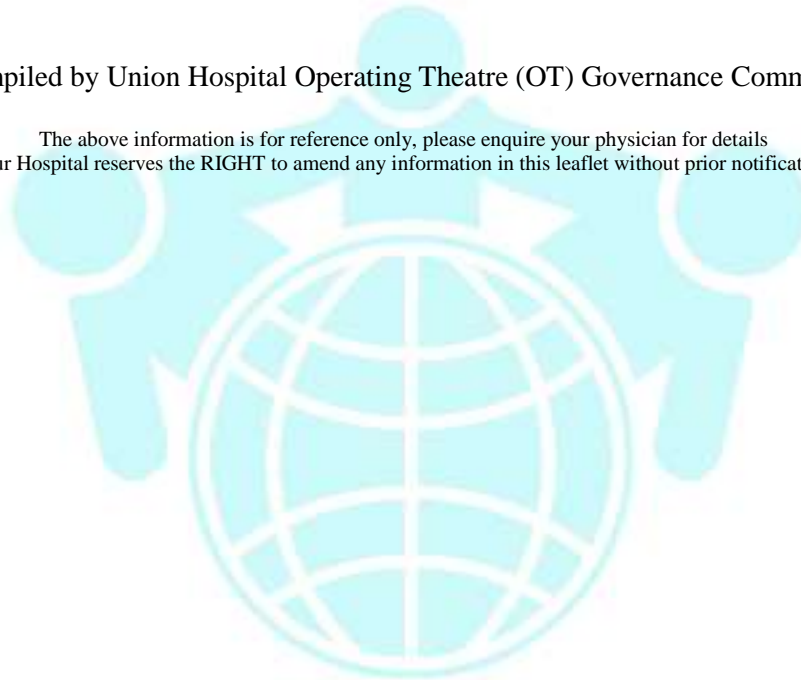 piled by Union Hospital Operating Theatre (OT) Governance Comm
The above information is for reference only, please enquire your physician for details
ur Hospital reserves the RIGHT to amend any information in this leaflet without prior notificat